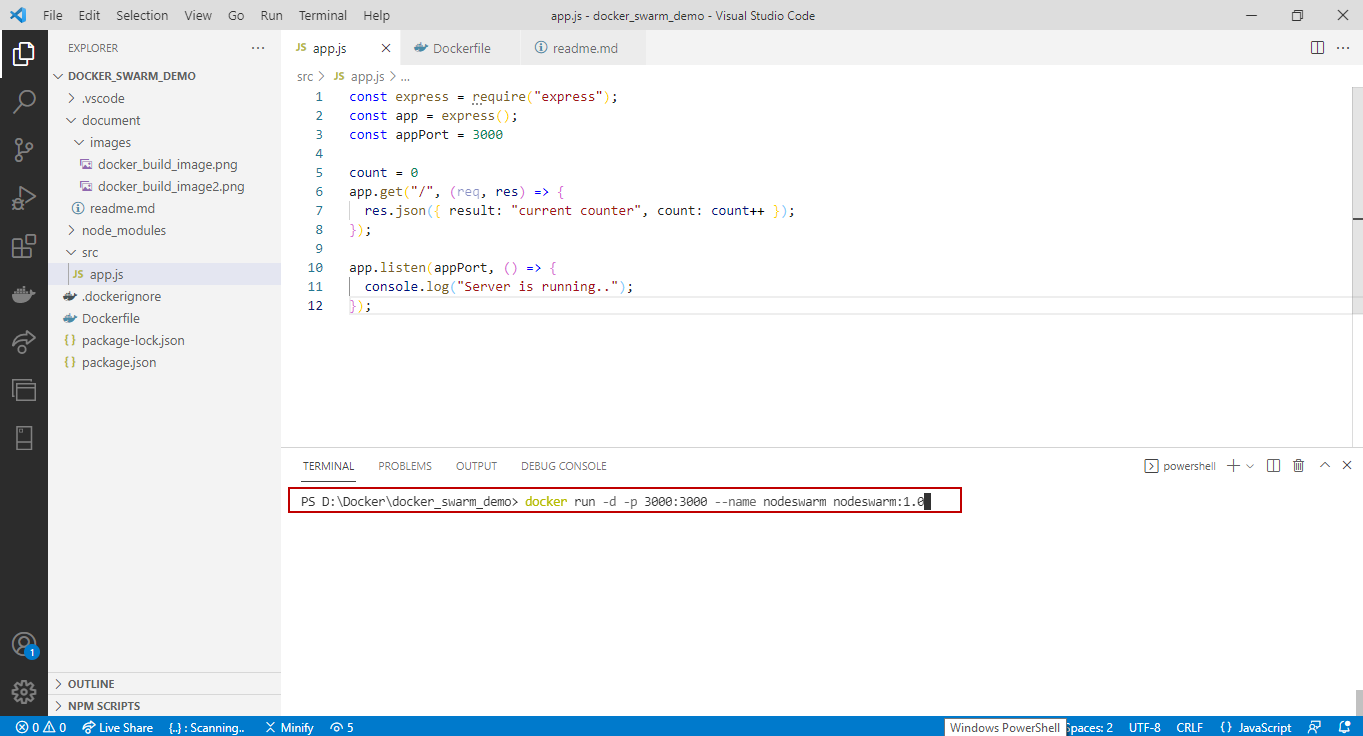 File Edit Selection View Go Run Terminal Help app.js - docker_swarm_demo - Visual Studio Code
EXPLORER
DOCKER_SWARM_DEMO
.vscode
document
images
docker_build_image.png
docker_build_image2.png
readme.md
node_modules
src
JS app.js
.dockerignore
Dockerfile
{} package-lock.json
{} package.json
OUTLINE
NPM SCRIPTS
JS app.js Dockerfile readme.md
src > JS app.js > ...
1 const express = require("express");
2 const app = express();
3 const appPort = 3000
4
5 count = 0
6 app.get("/", (req, res) => {
7 res.json({ result: "current counter", count: count++ });
8 });
9
10 app.listen(appPort, () => {
11 console.log("Server is running..");
12 });
TERMINAL PROBLEMS OUTPUT DEBUG CONSOLE powershell
PS D:\Docker\docker_swarm_demo> docker run -d -p 3000:3000 --name nodeswarm nodeswarm:1.0
1
0 0 Live Share {..} : Scanning.. Minify 5 Windows PowerShell Spaces: 2 UTF-8 CRLF {} JavaScript